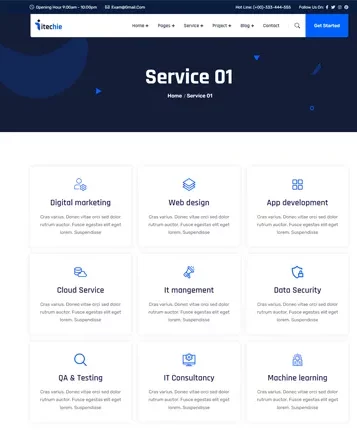 Opening Hour 9:00am - 10:00pm Exam@Gmail.Com Hot Line: (+00)-333-444-555 Follow Us On:
itechie Home + Pages + Service + Project + Blog + Contact Get Started
Service 01
Home / Service 01
Digital marketing Web design App development
Cras varius. Donec vitae orci sed dolor Cras varius. Donec vitae orci sed dolor Cras varius. Donec vitae orci sed dolor
rutrum auctor. Fusce egestas elit eget rutrum auctor. Fusce egestas elit eget rutrum auctor. Fusce egestas elit eget
lorem. Suspendisse lorem. Suspendisse lorem. Suspendisse
Cloud Service It mangement Data Security
Cras varius. Donec vitae orci sed dolor Cras varius. Donec vitae orci sed dolor Cras varius. Donec vitae orci sed dolor
rutrum auctor. Fusce egestas elit eget rutrum auctor. Fusce egestas elit eget rutrum auctor. Fusce egestas elit eget
lorem. Suspendisse lorem. Suspendisse lorem. Suspendisse
QA & Testing IT Consultancy Machine learning
Cras varius. Donec vitae orci sed dolor Cras varius. Donec vitae orci sed dolor Cras varius. Donec vitae orci sed dolor
rutrum auctor. Fusce egestas elit eget rutrum auctor. Fusce egestas elit eget rutrum auctor. Fusce egestas elit eget
lorem. Suspendisse lorem. Suspendisse lorem. Suspendisse